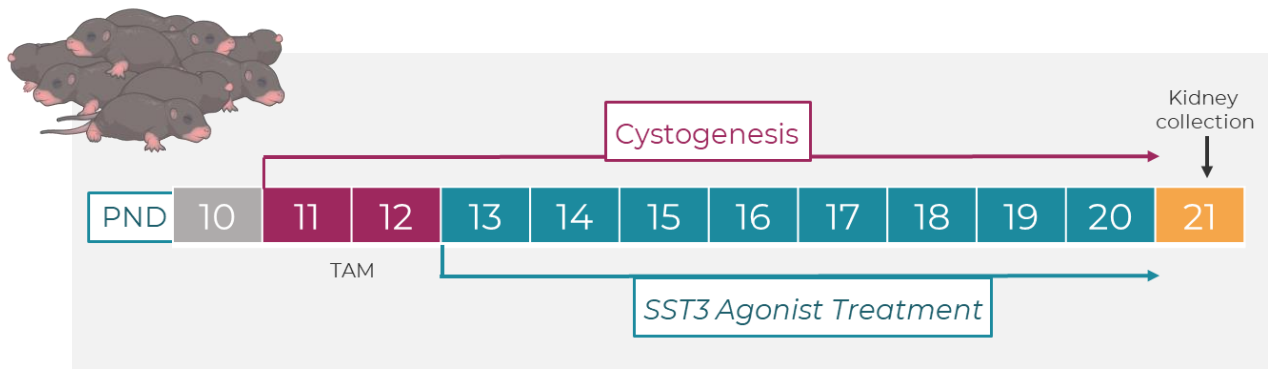 Kidney
collection
Cystogenesis
PND 10 11 12 13 14 15 16 17 18 19 20 21
TAM
SST3 Agonist Treatment